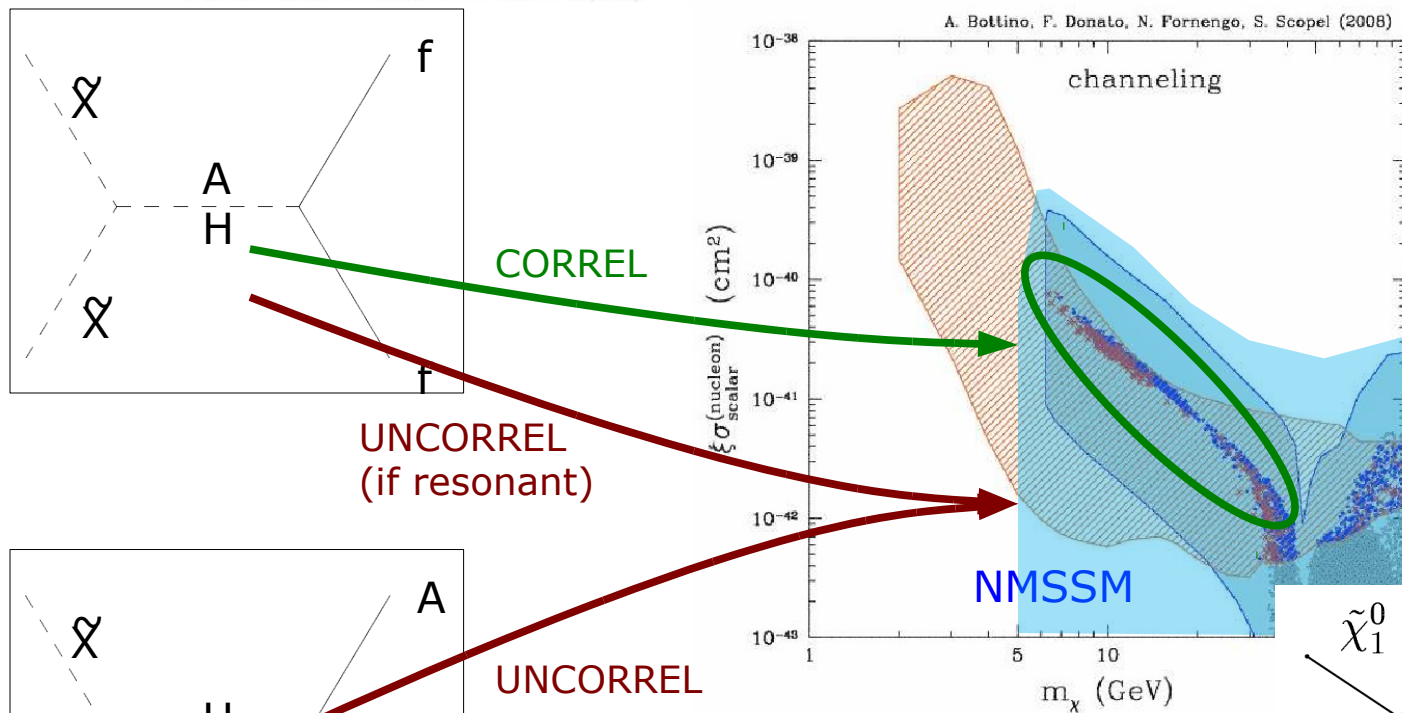 A. Bottino, F. Donato, N. Fornengo, S. Scopel (2008)
f
χ̃
A
H
χ̃
f
CORREL
UNCORREL
(if resonant)
A
χ̃
H
UNCORREL
channeling
10⁻³⁸
10⁻³⁹
10⁻⁴⁰
10⁻⁴¹
10⁻⁴²
10⁻⁴³
ξσ_scalar^(nucleon) (cm²)
NMSSM
1
5
10
m_χ (GeV)
χ̃₁⁰